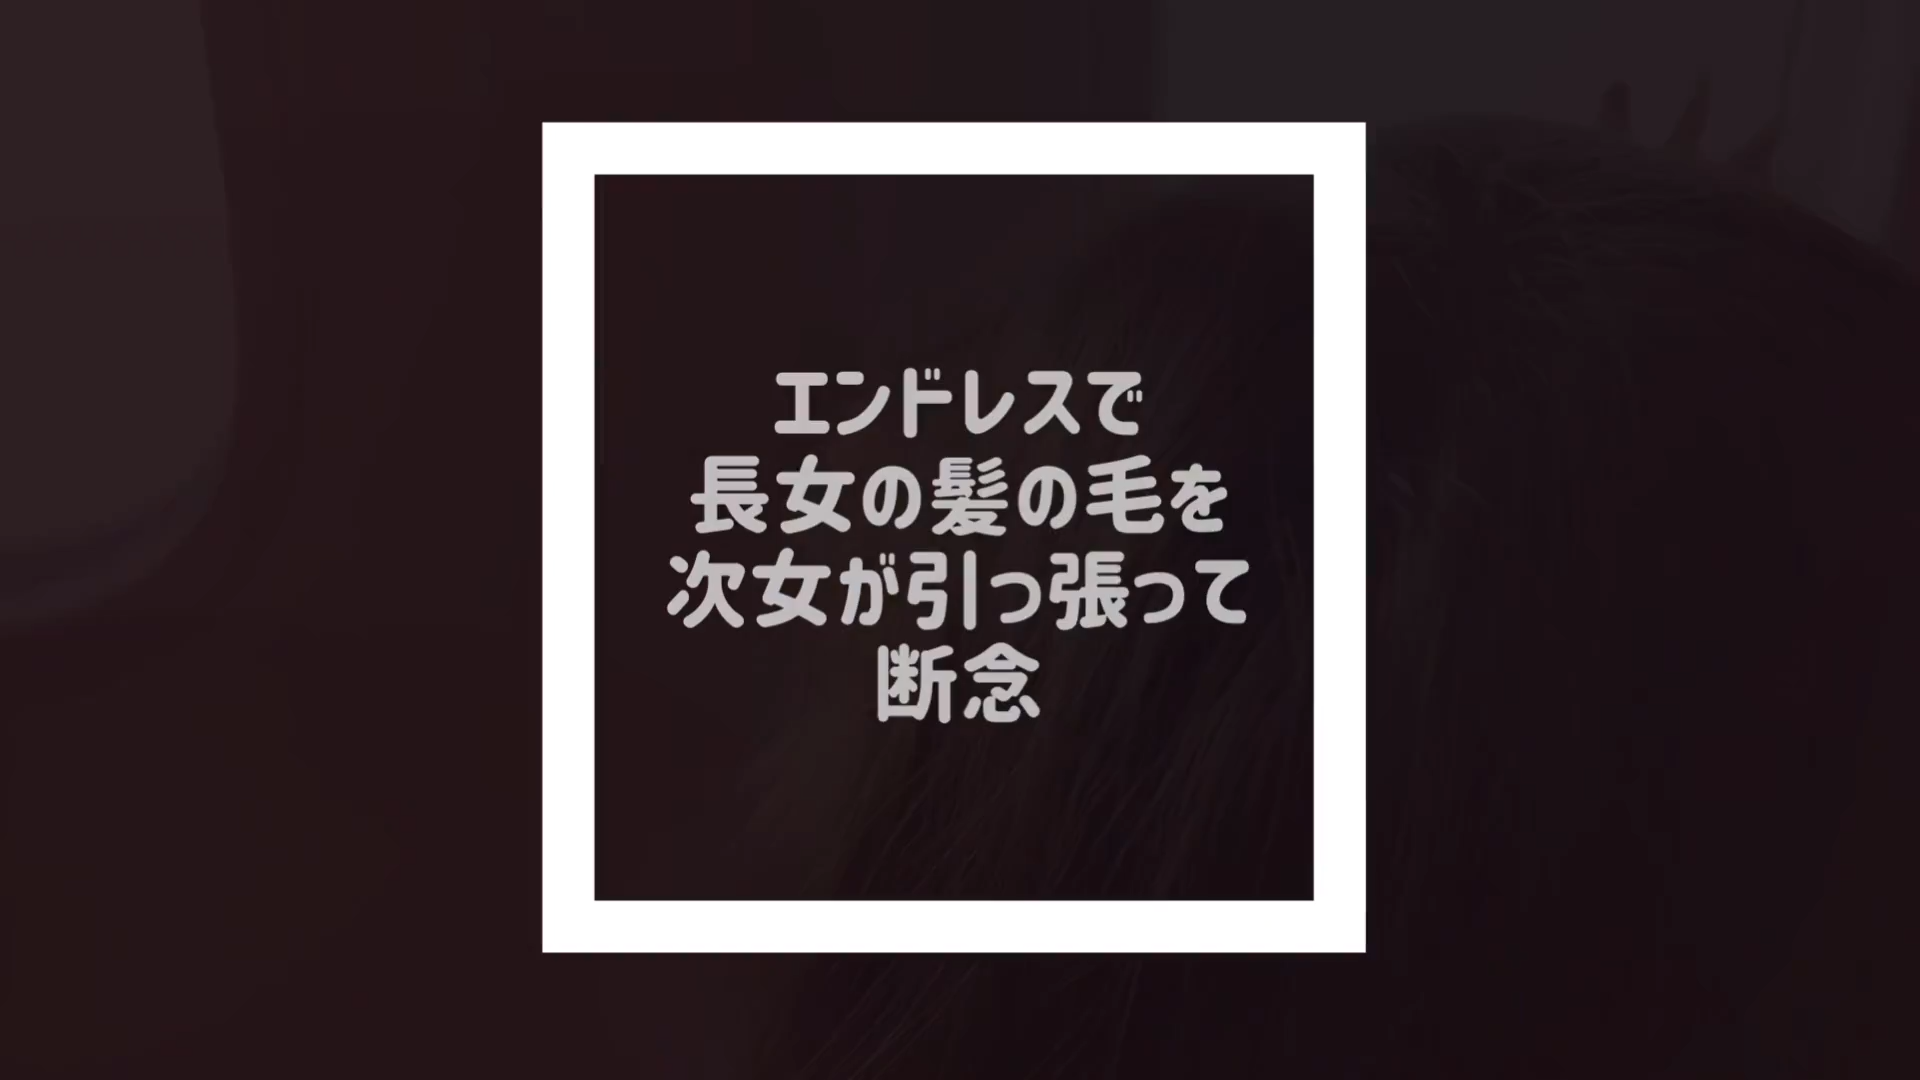 エンドレスで
長女の髪の毛を
次女が引っ張って
断念